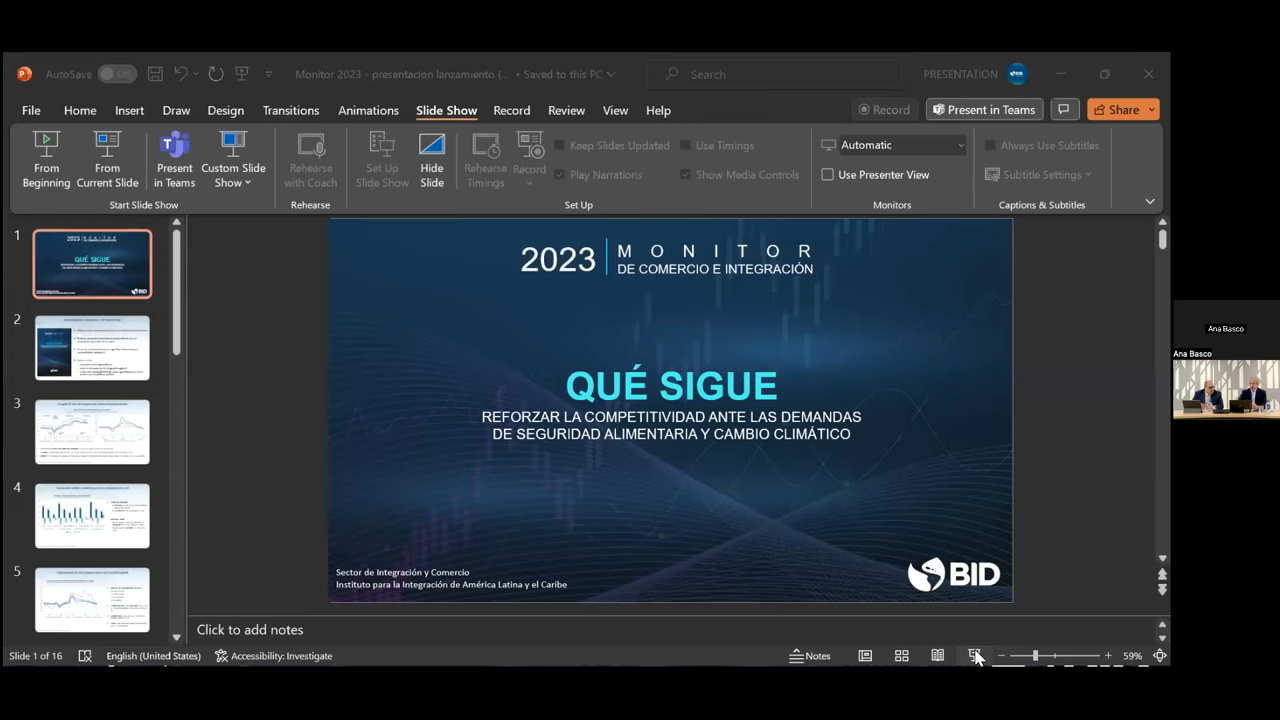 AutoSave
On
Monitor 2023 - presentacion lanzamiento (... • Saved to this PC
Search
PRESENTATION
File
Home
Insert
Draw
Design
Transitions
Animations
Slide Show
Record
Review
View
Help
Record
Present in Teams
Share
From Beginning
From Current Slide
Present in Teams
Custom Slide Show
Start Slide Show
Rehearse with Coach
Rehearse
Set Up Slide Show
Hide Slide
Rehearse Timings
Record
Keep Slides Updated
Play Narrations
Use Timings
Show Media Controls
Set Up
Automatic
Use Presenter View
Monitors
Always Use Subtitles
Subtitle Settings
Captions & Subtitles
1
2
3
4
5
2023
MONITOR
DE COMERCIO E INTEGRACIÓN
QUÉ SIGUE
REFORZAR LA COMPETITIVIDAD ANTE LAS DEMANDAS
DE SEGURIDAD ALIMENTARIA Y CAMBIO CLIMÁTICO
Sector de Integración y Comercio
Instituto para la Integración de América Latina y el Caribe
BID
Ana Basco
Ana Basco
Click to add notes
Slide 1 of 16
English (United States)
Accessibility: Investigate
Notes
59%